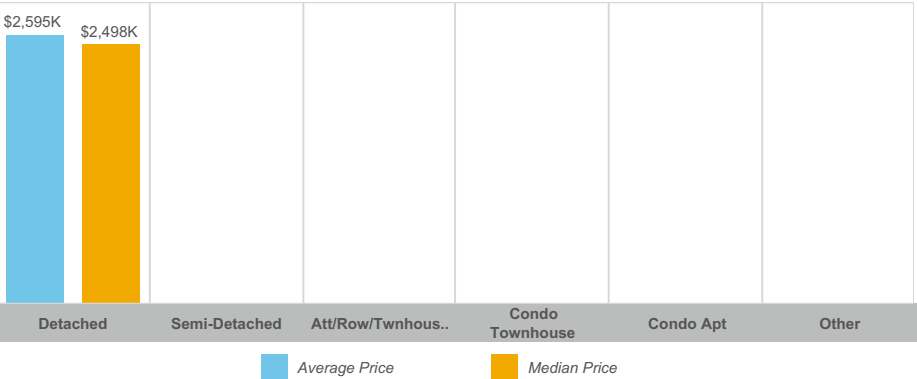 $2,595K
$2,498K
Detached
Semi-Detached
Att/Row/Twnhous..
Condo
Townhouse
Condo Apt
Other
Average Price
Median Price